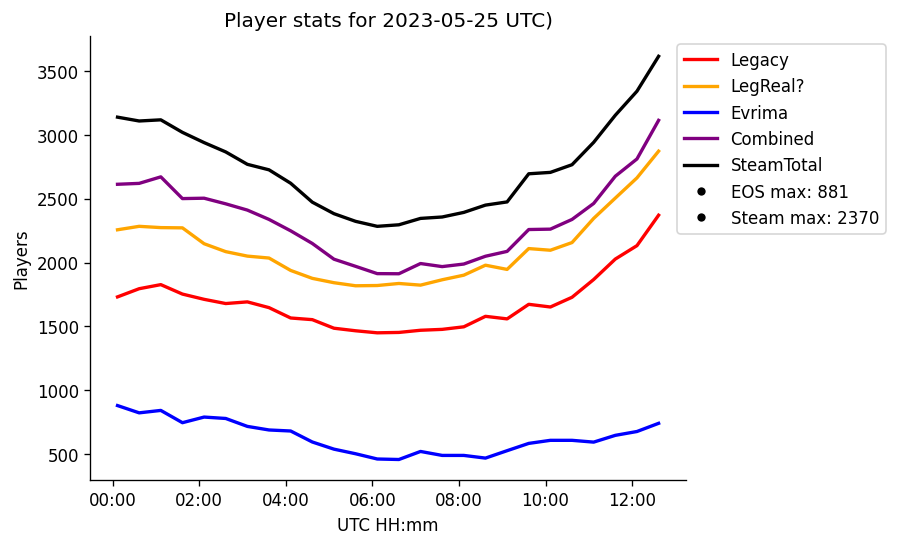 Player stats for 2023-05-25 UTC)
Legacy
LegReal?
Evrima
Combined
SteamTotal
EOS max: 881
Steam max: 2370
Players
3500
3000
2500
2000
1500
1000
500
00:00 02:00 04:00 06:00 08:00 10:00 12:00
UTC HH:mm